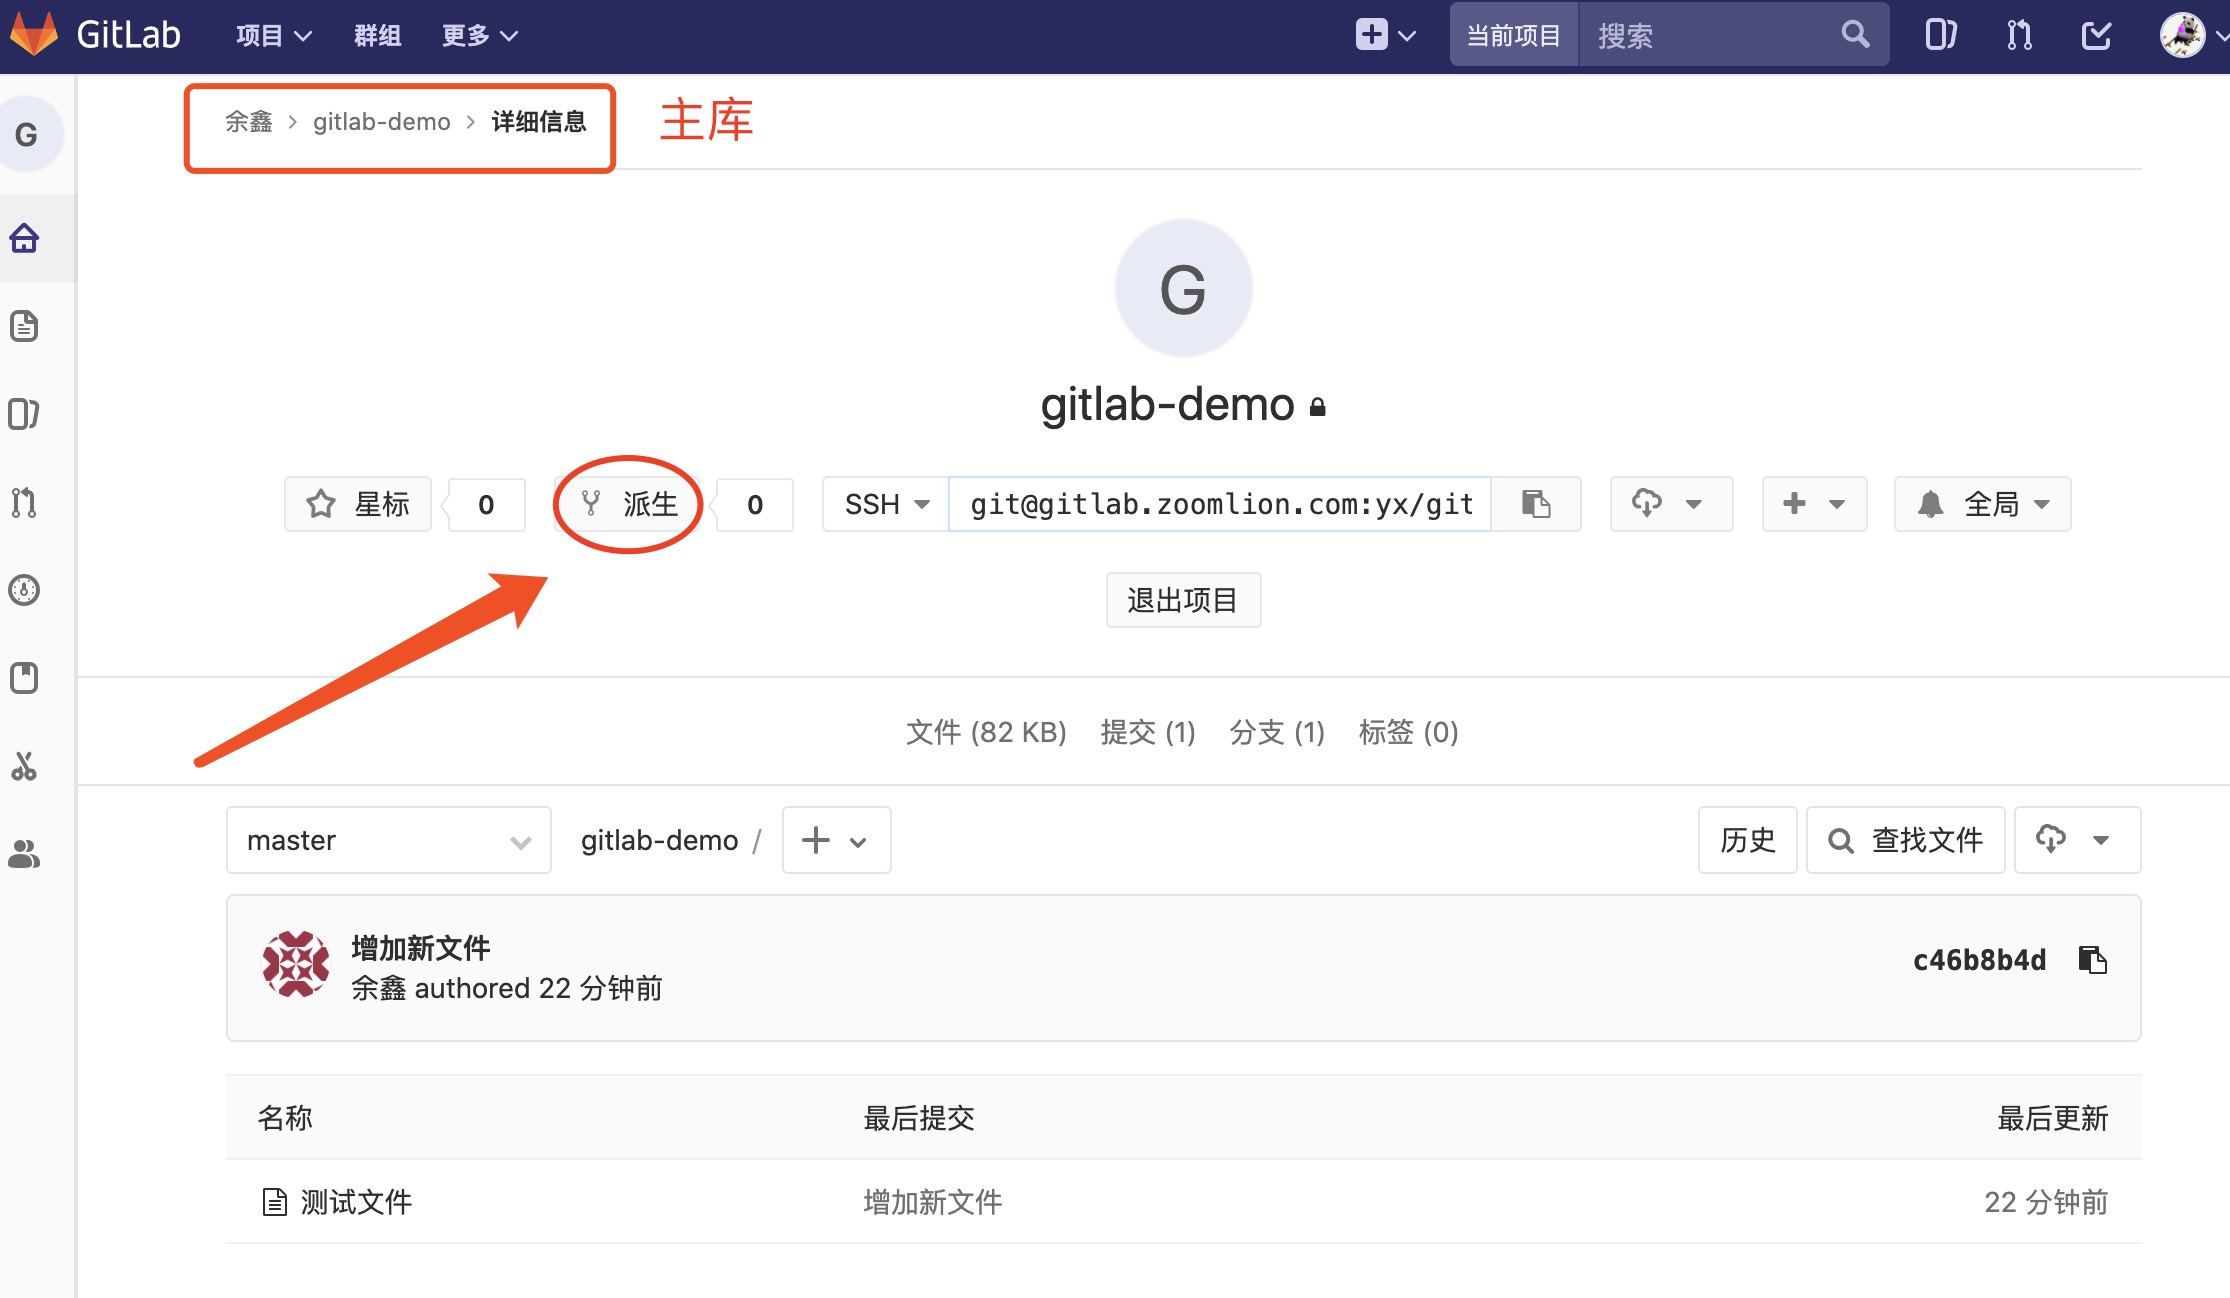 GitLab 项目 群组 更多 当前项目 搜索
G 余鑫 > gitlab-demo > 详细信息 主库
G
gitlab-demo
星标 0 派生 0 SSH git@gitlab.zoomlion.com:yx/git 全局
退出项目
文件 (82 KB) 提交 (1) 分支 (1) 标签 (0)
master gitlab-demo / 历史 查找文件
增加新文件
余鑫 authored 22 分钟前
c46b8b4d
名称 最后提交 最后更新
测试文件 增加新文件 22 分钟前